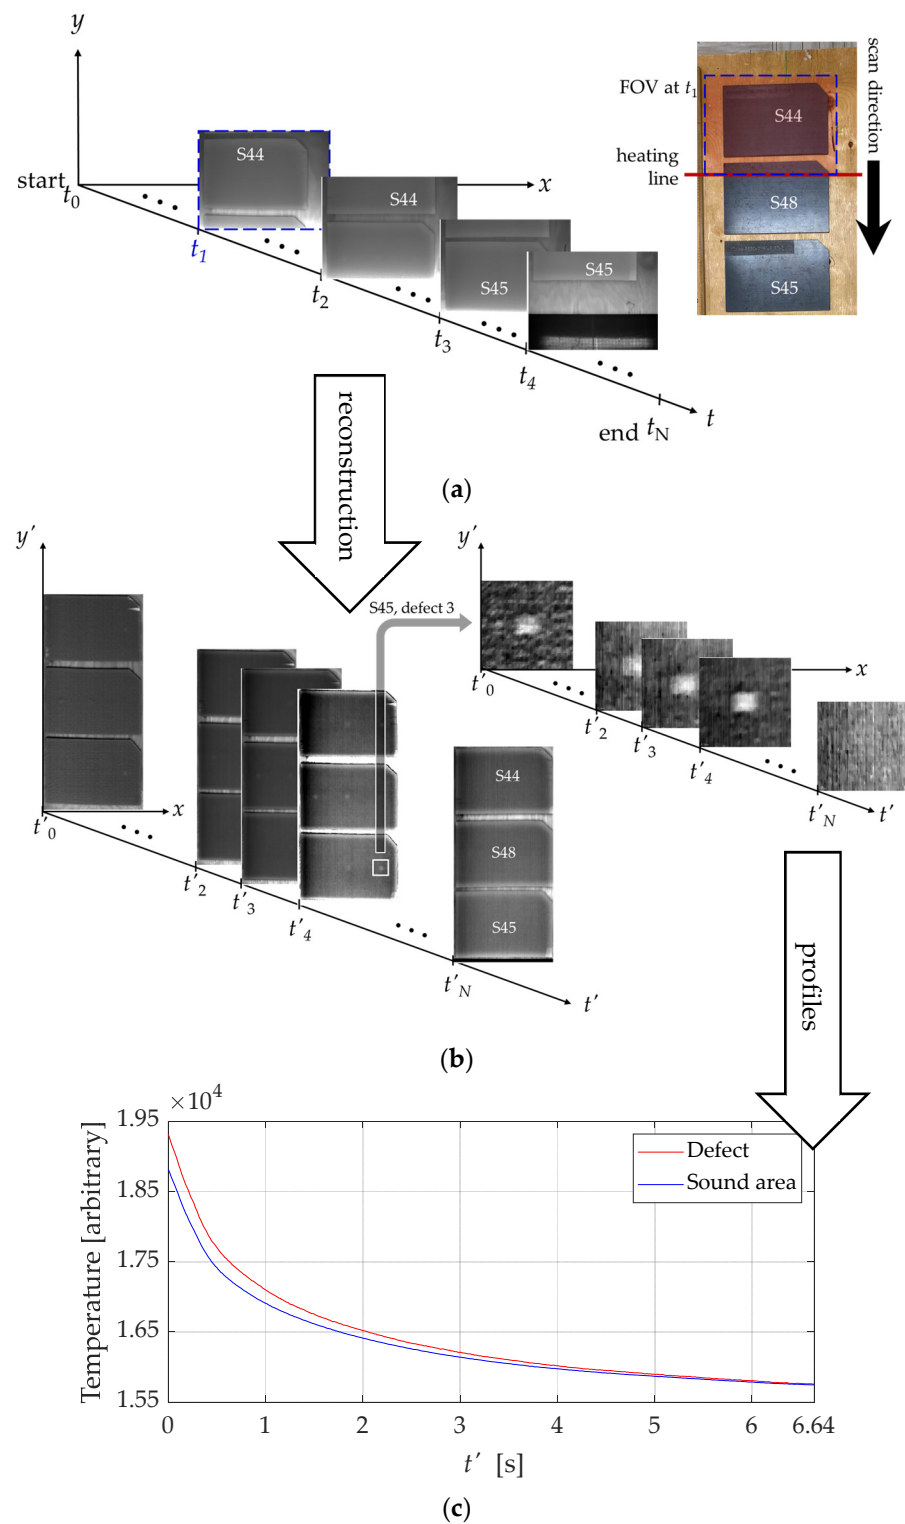 y
S44
start
t0
x
t1
S44
t2
S45
t3
S45
t4
end tN
t
FOV at t1
S44
heating
line
S48
S45
scan direction
reconstruction
(a)
y′
t′0
x
t′2
t′3
t′4
S45, defect 3
S44
S48
S45
t′N
t′
y′
t′0
x
t′2
t′3
t′4
t′N
t′
profiles
(b)
×10⁴
1.95
1.85
1.75
1.65
1.55
Temperature [arbitrary]
Defect
Sound area
0 1 2 3 4 5 6 6.64
t′ [s]
(c)